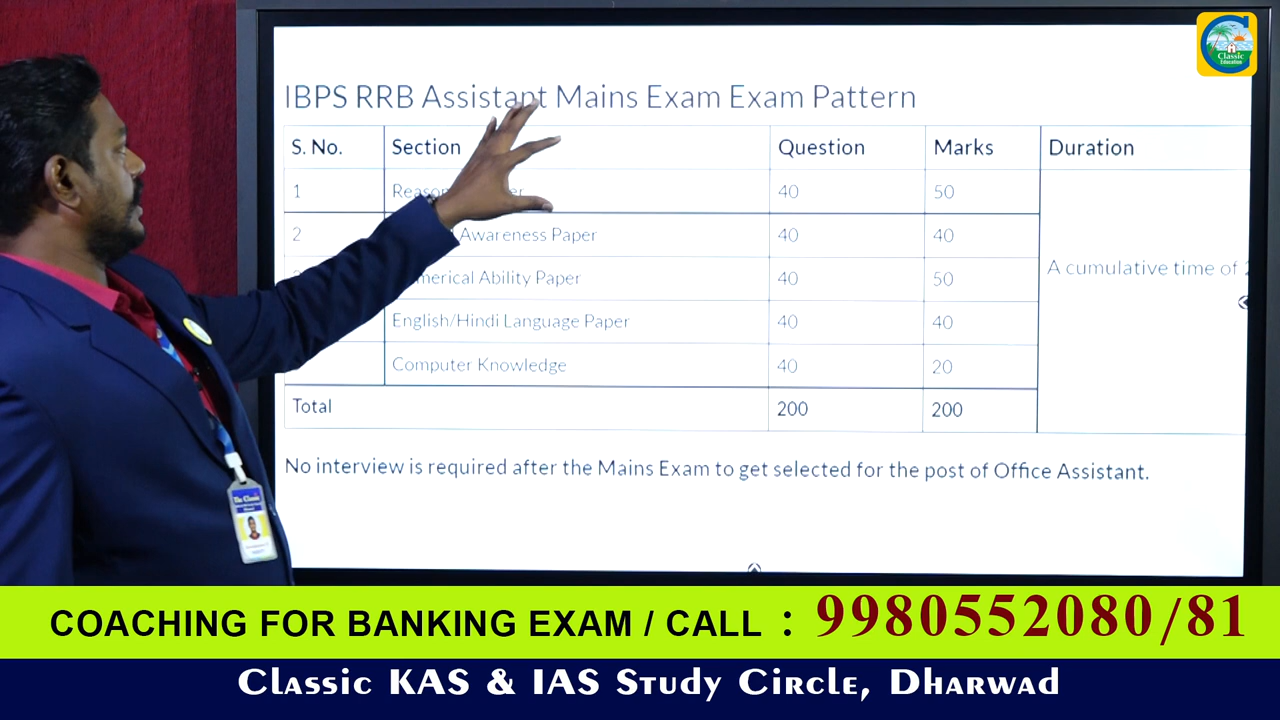 Classic
Education
IBPS RRB Assistant Mains Exam Exam Pattern
S. No. Section Question Marks Duration
1 40 50
2 Awareness Paper 40 40
Ability Paper 40 50
English/Hindi Language Paper 40 40
Computer Knowledge 40 20
A cumulative time of
Total 200 200
No interview is required after the Mains Exam to get selected for the post of Office Assistant.
COACHING FOR BANKING EXAM / CALL : 9980552080/81
Classic KAS & IAS Study Circle, Dharwad